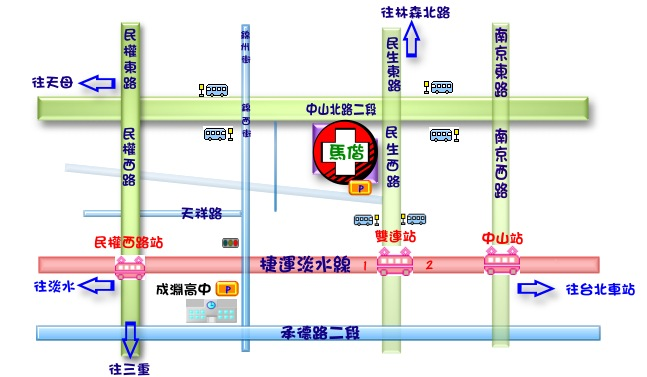 往林森北路
民權東路
錦州街
民生東路
南京東路
往天母
中山北路二段
錦西街
民權西路
民生西路
南京西路
馬偕
P
天祥路
民權西路站
雙連站
中山站
捷運淡水線
1
2
往淡水
成淵高中
P
往台北車站
承德路二段
往三重